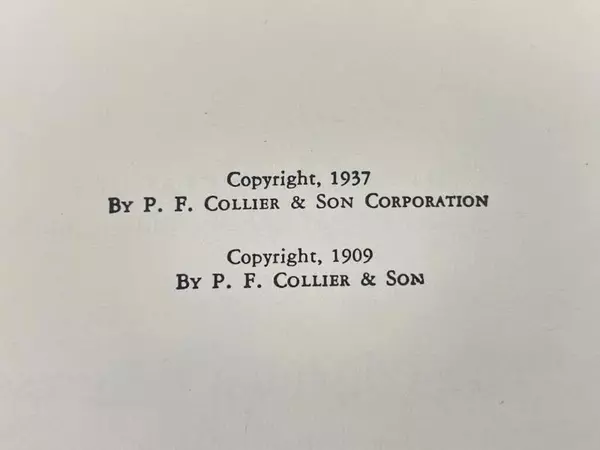 Copyright, 1937
By P. F. Collier & Son Corporation
Copyright, 1909
By P. F. Collier & Son